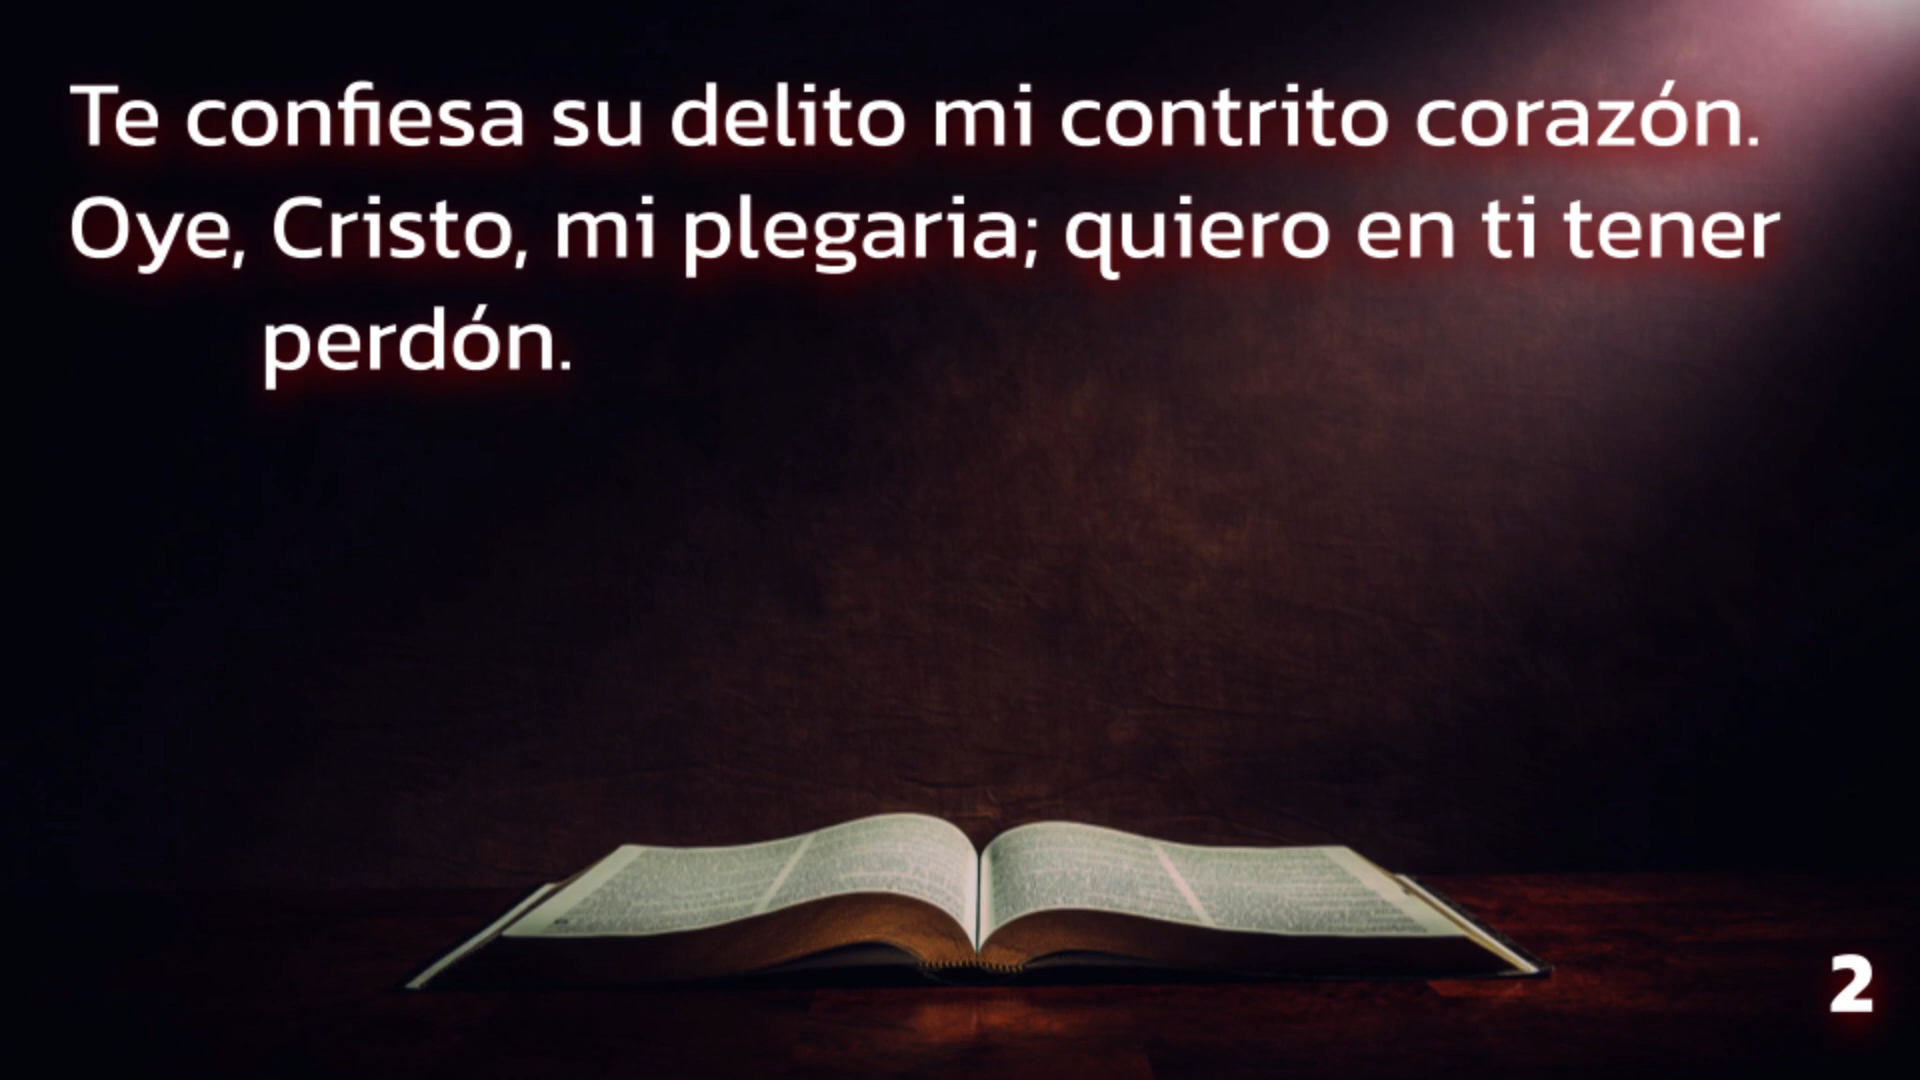 Te confiesa su delito mi contrito corazón.
Oye, Cristo, mi plegaria; quiero en ti tener
perdón.
2